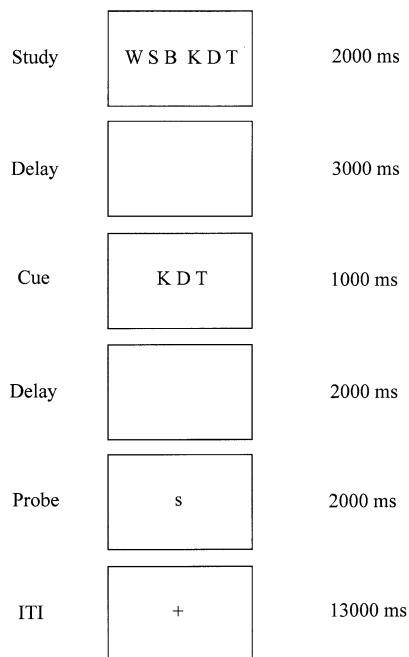 Study W S B K D T 2000 ms
Delay 3000 ms
Cue K D T 1000 ms
Delay 2000 ms
Probe s 2000 ms
ITI + 13000 ms